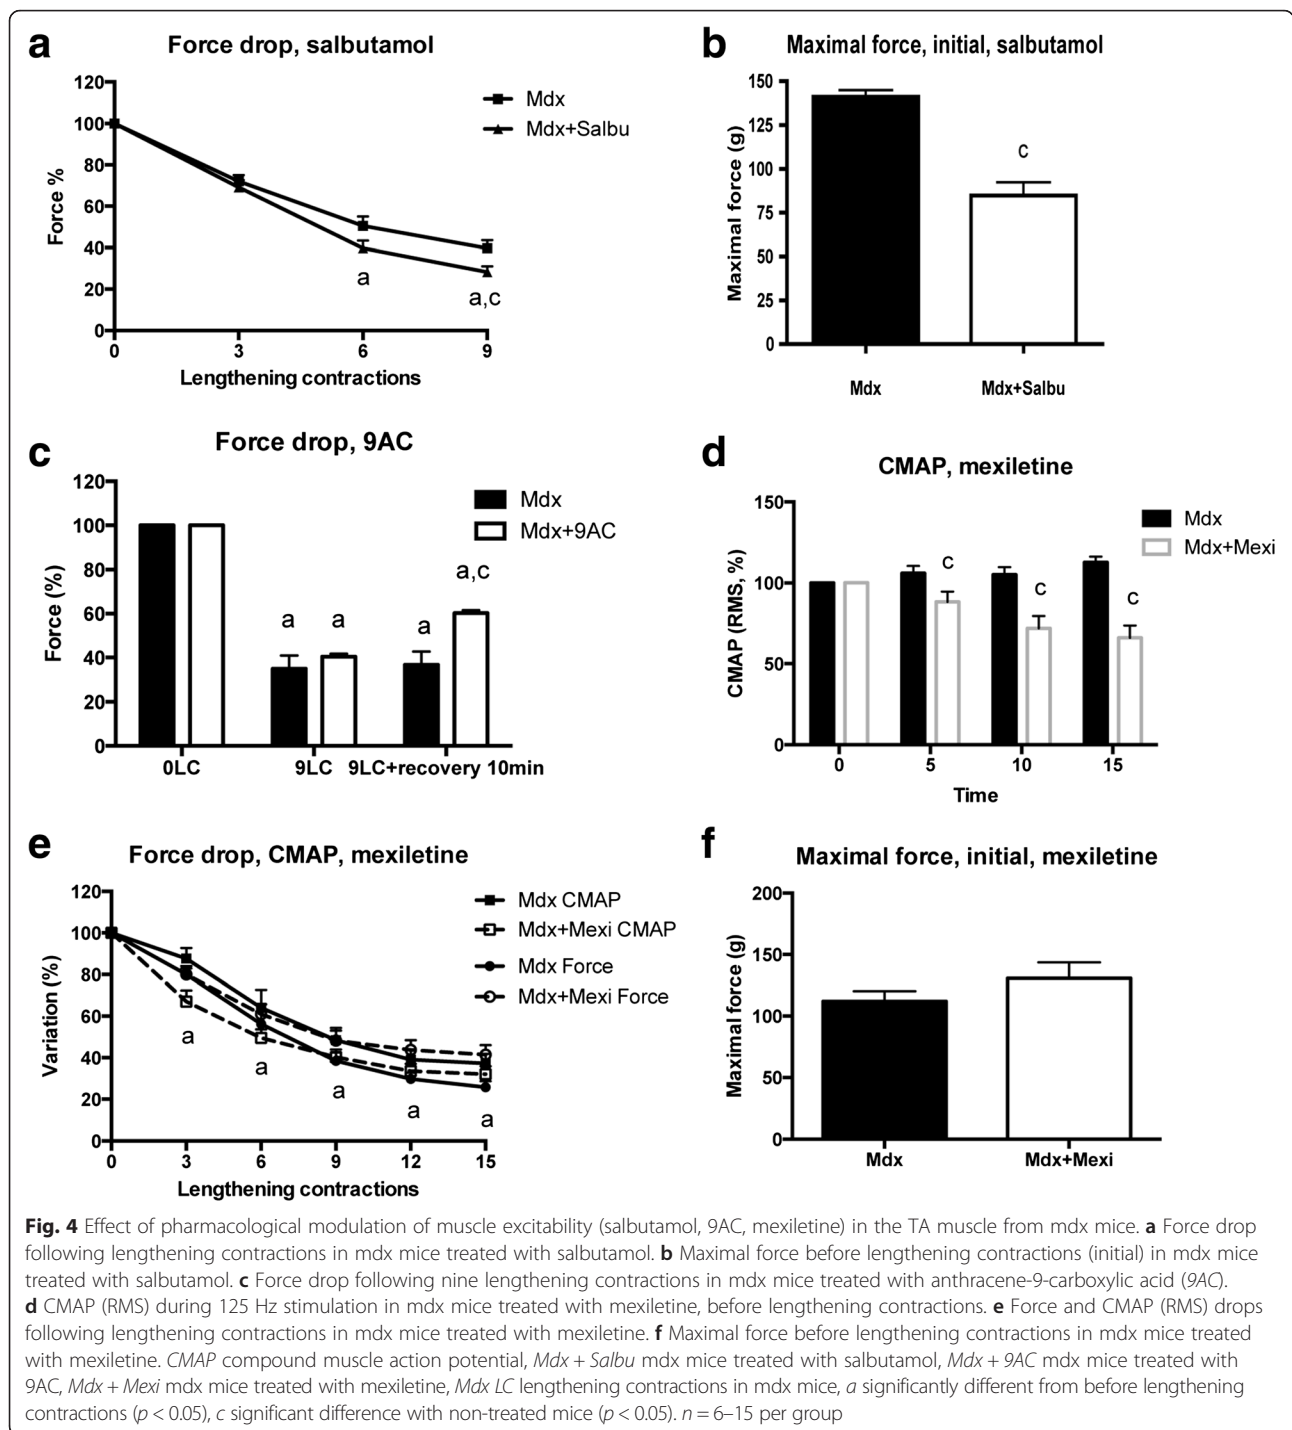 a
Force drop, salbutamol
120
100
80
60
40
20
0
Force %
0 3 6 9
Lengthening contractions
Mdx
Mdx+Salbu
a
a,c
b
Maximal force, initial, salbutamol
150
125
100
75
50
25
0
Maximal force (g)
c
Mdx Mdx+Salbu
c
Force drop, 9AC
120
100
80
60
40
20
0
Force (%)
Mdx
Mdx+9AC
a a a a,c
0LC 9LC 9LC+recovery 10min
d
CMAP, mexiletine
150
100
50
0
CMAP (RMS, %)
Mdx
Mdx+Mexi
c c c
0 5 10 15
Time
e
Force drop, CMAP, mexiletine
120
100
80
60
40
20
0
Variation (%)
Mdx CMAP
Mdx+Mexi CMAP
Mdx Force
Mdx+Mexi Force
a a a a a
0 3 6 9 12 15
Lengthening contractions
f
Maximal force, initial, mexiletine
200
150
100
50
0
Maximal force (g)
Mdx Mdx+Mexi
Fig. 4 Effect of pharmacological modulation of muscle excitability (salbutamol, 9AC, mexiletine) in the TA muscle from mdx mice. a Force drop
following lengthening contractions in mdx mice treated with salbutamol. b Maximal force before lengthening contractions (initial) in mdx mice
treated with salbutamol. c Force drop following nine lengthening contractions in mdx mice treated with anthracene-9-carboxylic acid (9AC).
d CMAP (RMS) during 125 Hz stimulation in mdx mice treated with mexiletine, before lengthening contractions. e Force and CMAP (RMS) drops
following lengthening contractions in mdx mice treated with mexiletine. f Maximal force before lengthening contractions in mdx mice treated
with mexiletine. CMAP compound muscle action potential, Mdx + Salbu mdx mice treated with salbutamol, Mdx + 9AC mdx mice treated with
9AC, Mdx + Mexi mdx mice treated with mexiletine, Mdx LC lengthening contractions in mdx mice, a significantly different from before lengthening
contractions (p < 0.05), c significant difference with non-treated mice (p < 0.05). n = 6–15 per group